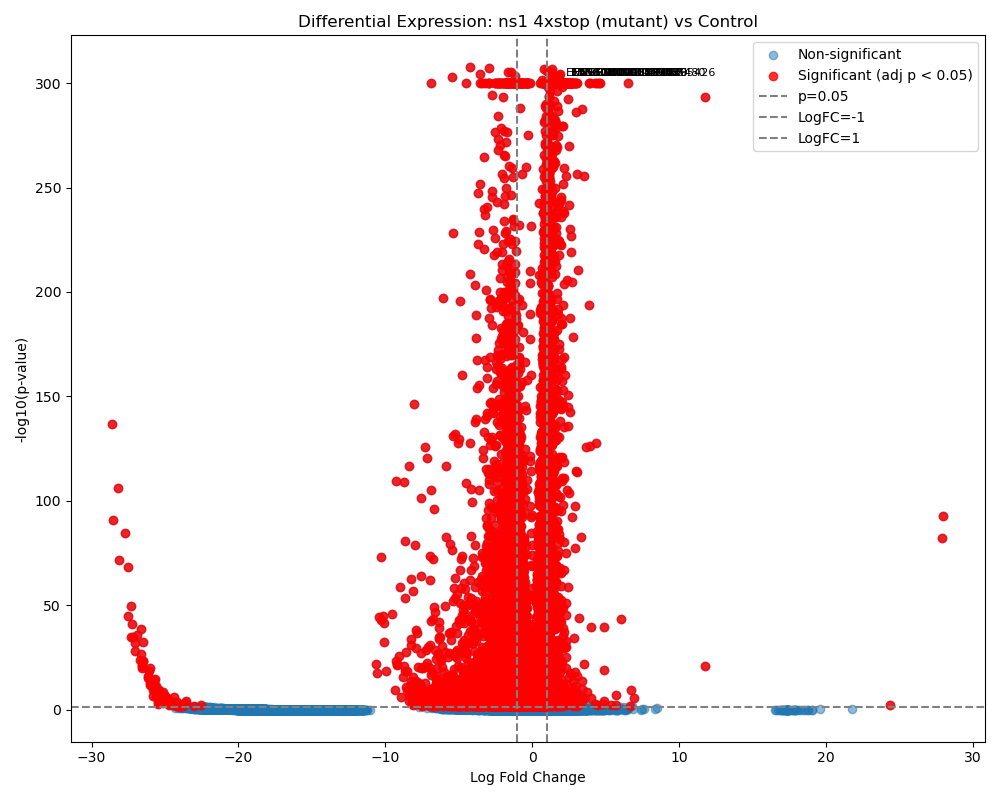 Differential Expression: ns1 4xstop (mutant) vs Control
Non-significant
Significant (adj p < 0.05)
p=0.05
LogFC=-1
LogFC=1
-log10(p-value)
300
250
200
150
100
50
0
−30
−20
−10
0
10
20
30
Log Fold Change